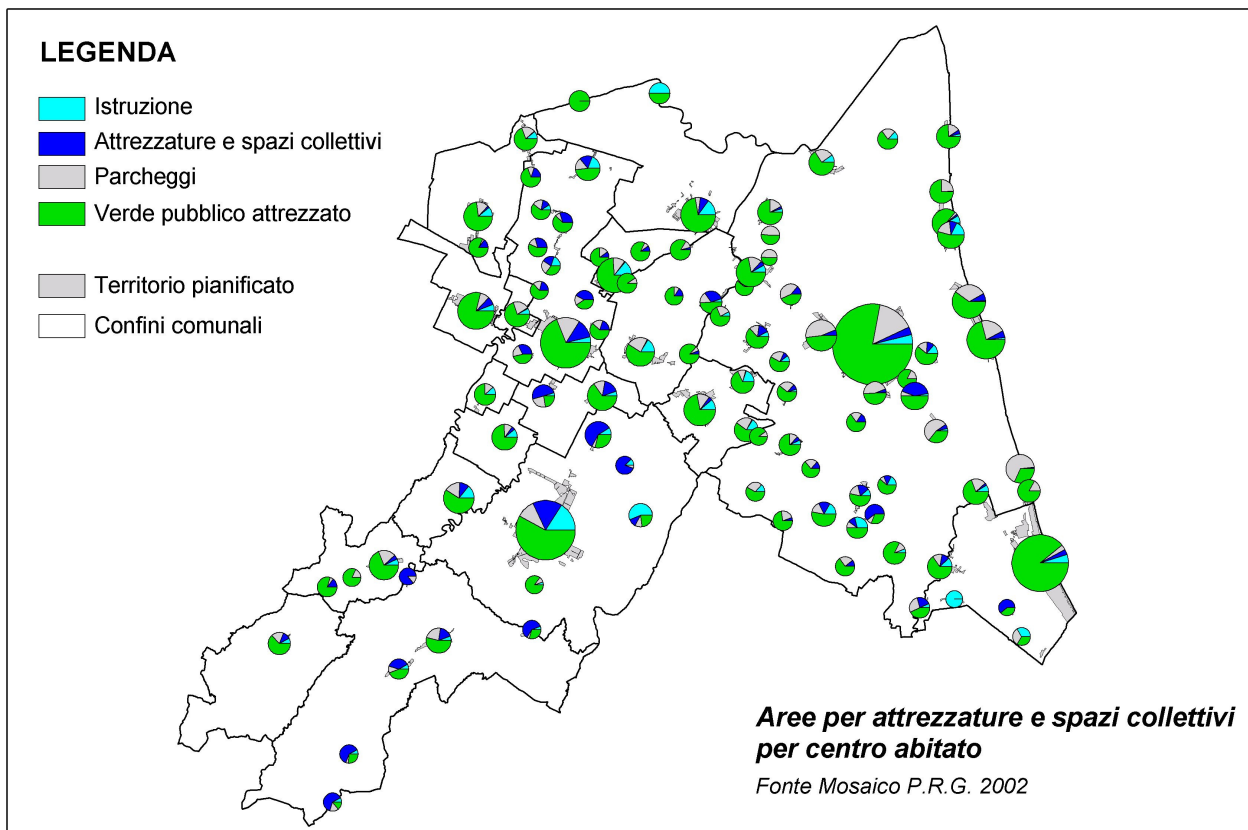 LEGENDA
Istruzione
Attrezzature e spazi collettivi
Parcheggi
Verde pubblico attrezzato
Territorio pianificato
Confini comunali
Aree per attrezzature e spazi collettivi
per centro abitato
Fonte Mosaico P.R.G. 2002